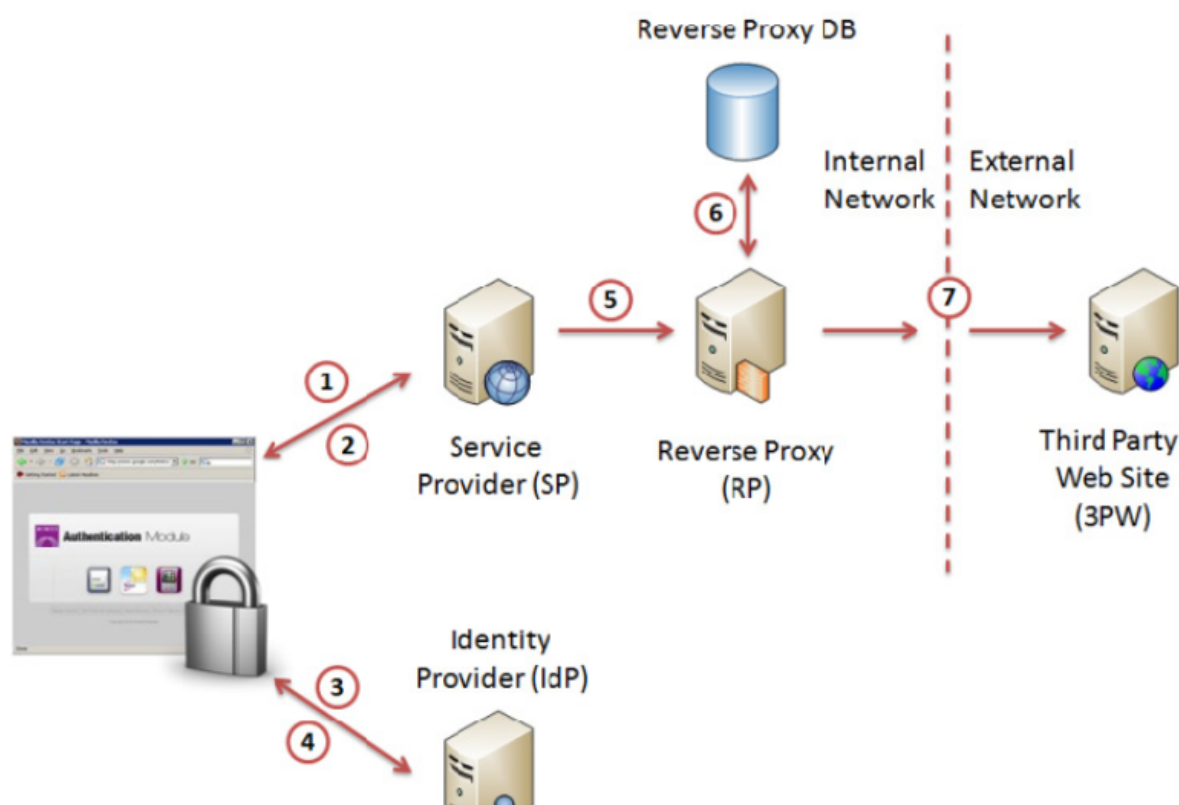 Reverse Proxy DB
Internal
Network
External
Network
6
5
7
1
2
Service
Provider (SP)
Reverse Proxy
(RP)
Third Party
Web Site
(3PW)
Authentication Module
Identity
Provider (IdP)
3
4